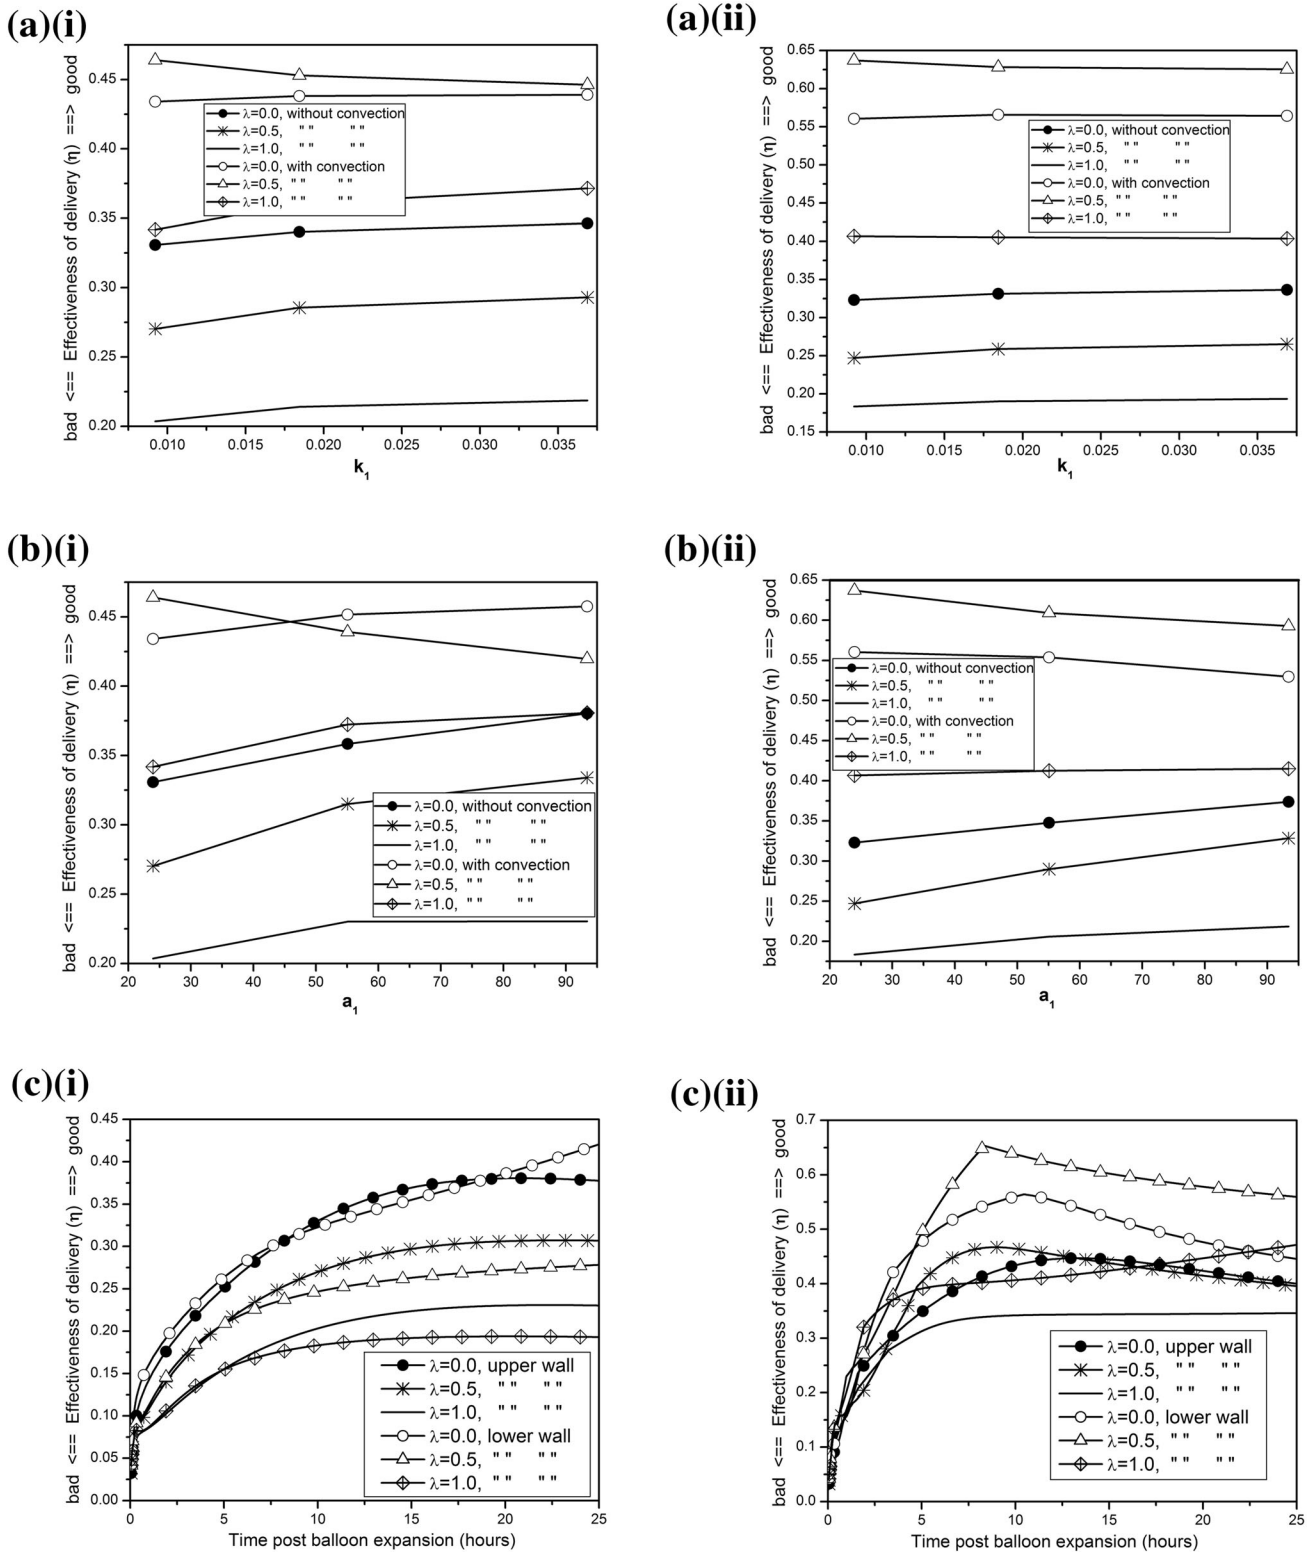 (a)(i)
bad <== Effectiveness of delivery (η) ==> good
0.45
0.40
0.35
0.30
0.25
0.20
λ=0.0, without convection
λ=0.5, " " " "
λ=1.0, " " " "
λ=0.0, with convection
λ=0.5, " " " "
λ=1.0, " " " "
0.010 0.015 0.020 0.025 0.030 0.035
k1
(a)(ii)
bad <=== Effectiveness of delivery (η) ===> good
0.65
0.60
0.55
0.50
0.45
0.40
0.35
0.30
0.25
0.20
0.15
λ=0.0, without convection
λ=0.5, " " " "
λ=1.0, " " " "
λ=0.0, with convection
λ=0.5, " " " "
λ=1.0, " " " "
0.010 0.015 0.020 0.025 0.030 0.035
k1
(b)(i)
bad <=== Effectiveness of delivery (η) ===> good
0.45
0.40
0.35
0.30
0.25
0.20
λ=0.0, without convection
λ=0.5, " " " "
λ=1.0, " " " "
λ=0.0, with convection
λ=0.5, " " " "
λ=1.0, " " " "
20 30 40 50 60 70 80 90
a1
(b)(ii)
bad <=== Effectiveness of delivery (η) ===> good
0.65
0.60
0.55
0.50
0.45
0.40
0.35
0.30
0.25
0.20
λ=0.0, without convection
λ=0.5, " " " "
λ=1.0, " " " "
λ=0.0, with convection
λ=0.5, " " " "
λ=1.0, " " " "
20 30 40 50 60 70 80 90
a1
(c)(i)
bad <=== Effectiveness of delivery (η) ===> good
0.45
0.40
0.35
0.30
0.25
0.20
0.15
0.10
0.05
0.00
λ=0.0, upper wall
λ=0.5, " " " "
λ=1.0, " " " "
λ=0.0, lower wall
λ=0.5, " " " "
λ=1.0, " " " "
0 5 10 15 20 25
Time post balloon expansion (hours)
(c)(ii)
bad <=== Effectiveness of delivery (η) ===> good
0.7
0.6
0.5
0.4
0.3
0.2
0.1
0.0
λ=0.0, upper wall
λ=0.5, " " " "
λ=1.0, " " " "
λ=0.0, lower wall
λ=0.5, " " " "
λ=1.0, " " " "
0 5 10 15 20 25
Time post balloon expansion (hours)